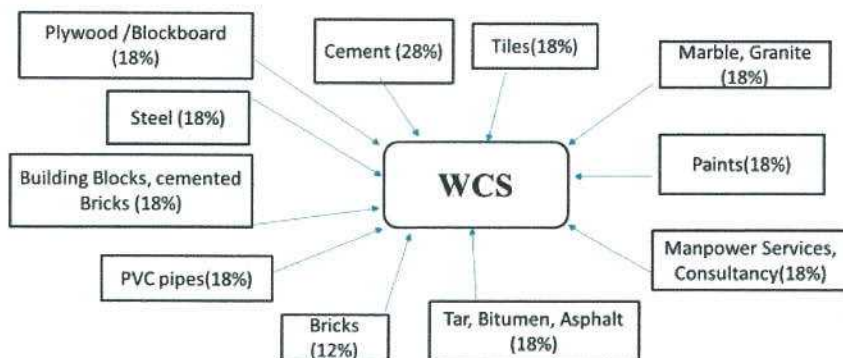 Plywood /Blockboard
(18%)
Cement (28%)
Tiles(18%)
Marble, Granite
(18%)
Steel (18%)
WCS
Paints(18%)
Building Blocks, cemented
Bricks (18%)
PVC pipes(18%)
Manpower Services,
Consultancy(18%)
Bricks
(12%)
Tar, Bitumen, Asphalt
(18%)